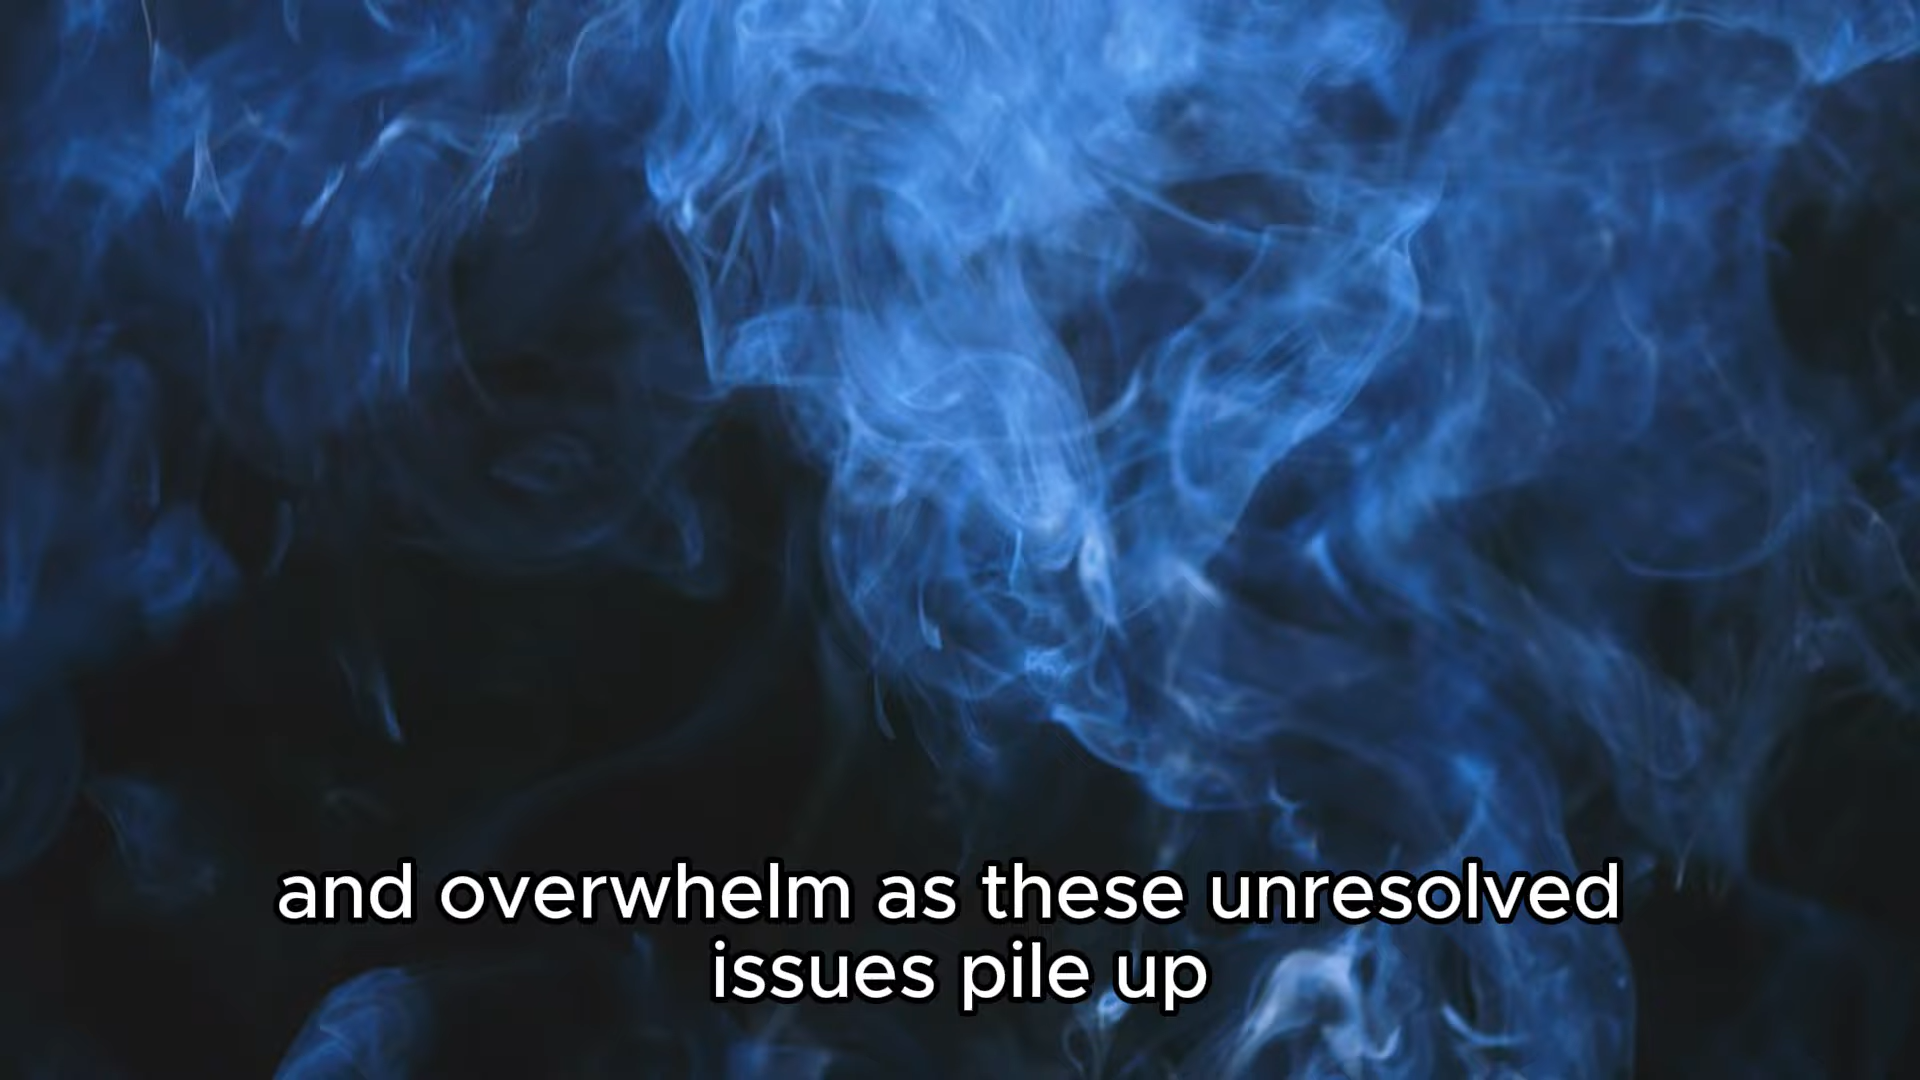 and overwhelm as these unresolved
issues pile up